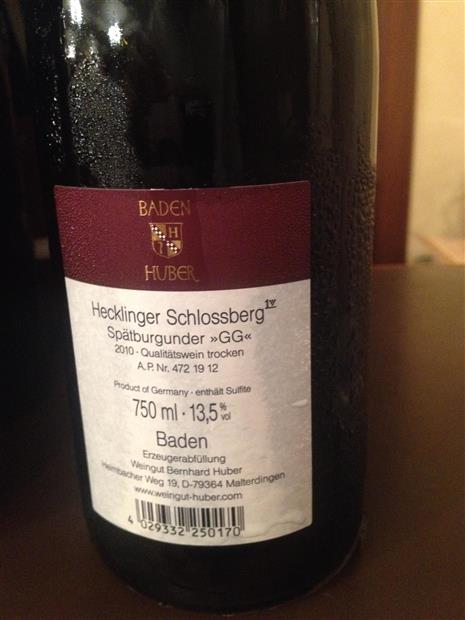 BADEN
H
HUBER
Hecklinger Schlossberg
Spätburgunder »GG«
2010 · Qualitätswein trocken
A.P. Nr. 472 19 12
Product of Germany · enthält Sulfite
750 ml · 13,5 % vol
Baden
Erzeugerabfüllung
Weingut Bernhard Huber
Heimbacher Weg 19, D-79364 Malterdingen
www.weingut-huber.com
4 029332 250170